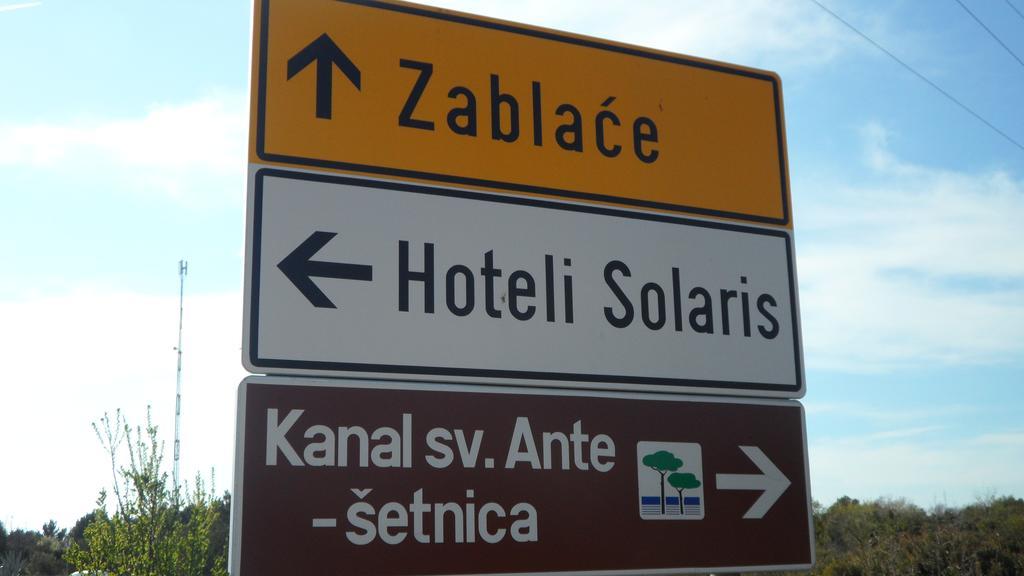 Zablaće
Hoteli Solaris
Kanal sv. Ante
-šetnica